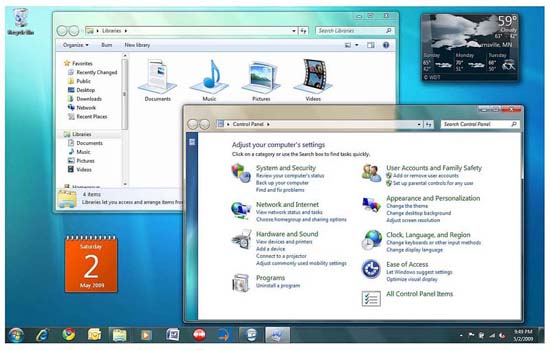 Recycle Bin
Libraries
Search Libraries
Organize
Burn
New library
Favorites
Recently Changed
Public
Desktop
Downloads
Network
Recent Places
Libraries
Documents
Music
Pictures
Videos
Documents
Music
Pictures
Videos
4 items
Libraries let you access and arrange items from
59°
Cloudy
Burnsville, MN
Sunday
Monday
Tuesday
© WDT
Control Panel
Search Control Panel
Adjust your computer's settings
Click on a category or use the Search box to find tasks quickly.
System and Security
Review your computer's status
Back up your computer
Find and fix problems
Network and Internet
View network status and tasks
Choose homegroup and sharing options
Hardware and Sound
View devices and printers
Add a device
Connect to a projector
Adjust commonly used mobility settings
Programs
Uninstall a program
User Accounts and Family Safety
Add or remove user accounts
Set up parental controls for any user
Appearance and Personalization
Change the theme
Change desktop background
Adjust screen resolution
Clock, Language, and Region
Change keyboards or other input methods
Change display language
Ease of Access
Let Windows suggest settings
Optimize visual display
All Control Panel Items
Saturday
2
May 2009
9:49 PM
5/2/2009